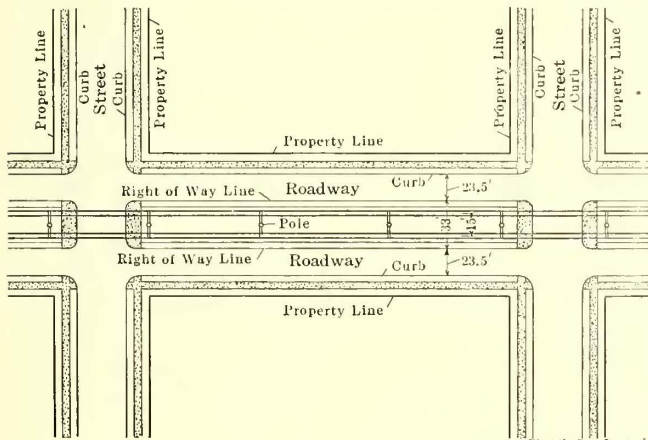 Property Line
Curb
Street
Curb
Property Line
Property Line
Curb
Street
Curb
Property Line
Property Line
Curb
23.5'
Right of Way Line
Roadway
Pole
33
15
Right of Way Line
Roadway
23.5'
Curb
Property Line